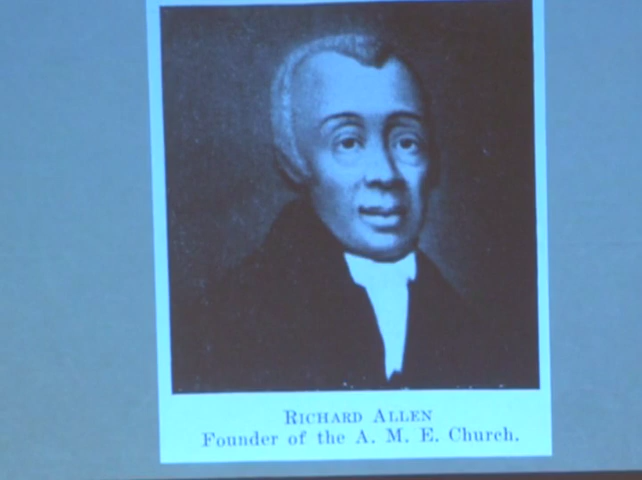 RICHARD ALLEN
Founder of the A. M. E. Church.